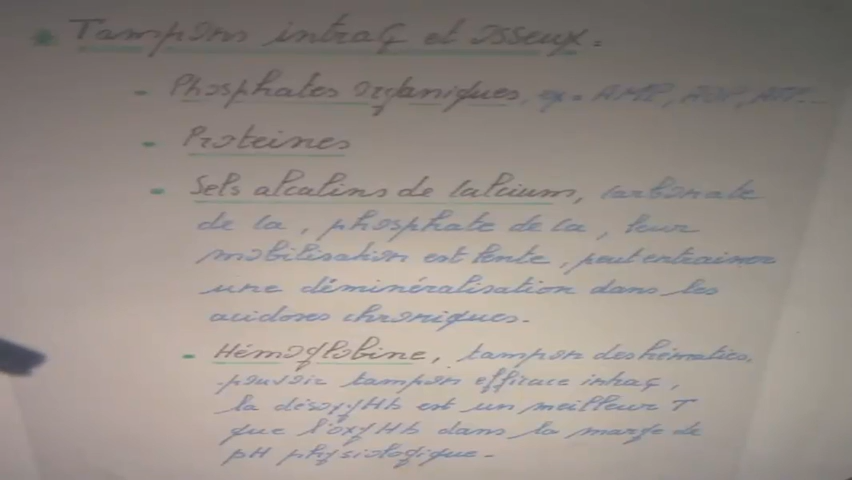 * Tampons intraç et osseux.
- Phosphates organiques, ex: AMP, ADP, ATP...
- Proteines
- Sels alcalins de calcium, carbonate
de Ca, phosphate de Ca, leur
mobilisation est lente, peut entrainer
une déminéralisation dans les
acidoses chroniques.
- Hémoglobine, tampon des hématies,
pouvoir tampon efficace intraç,
la désoxyHb est un meilleur T
que l'oxyHb dans la marge de
pH physiologique.